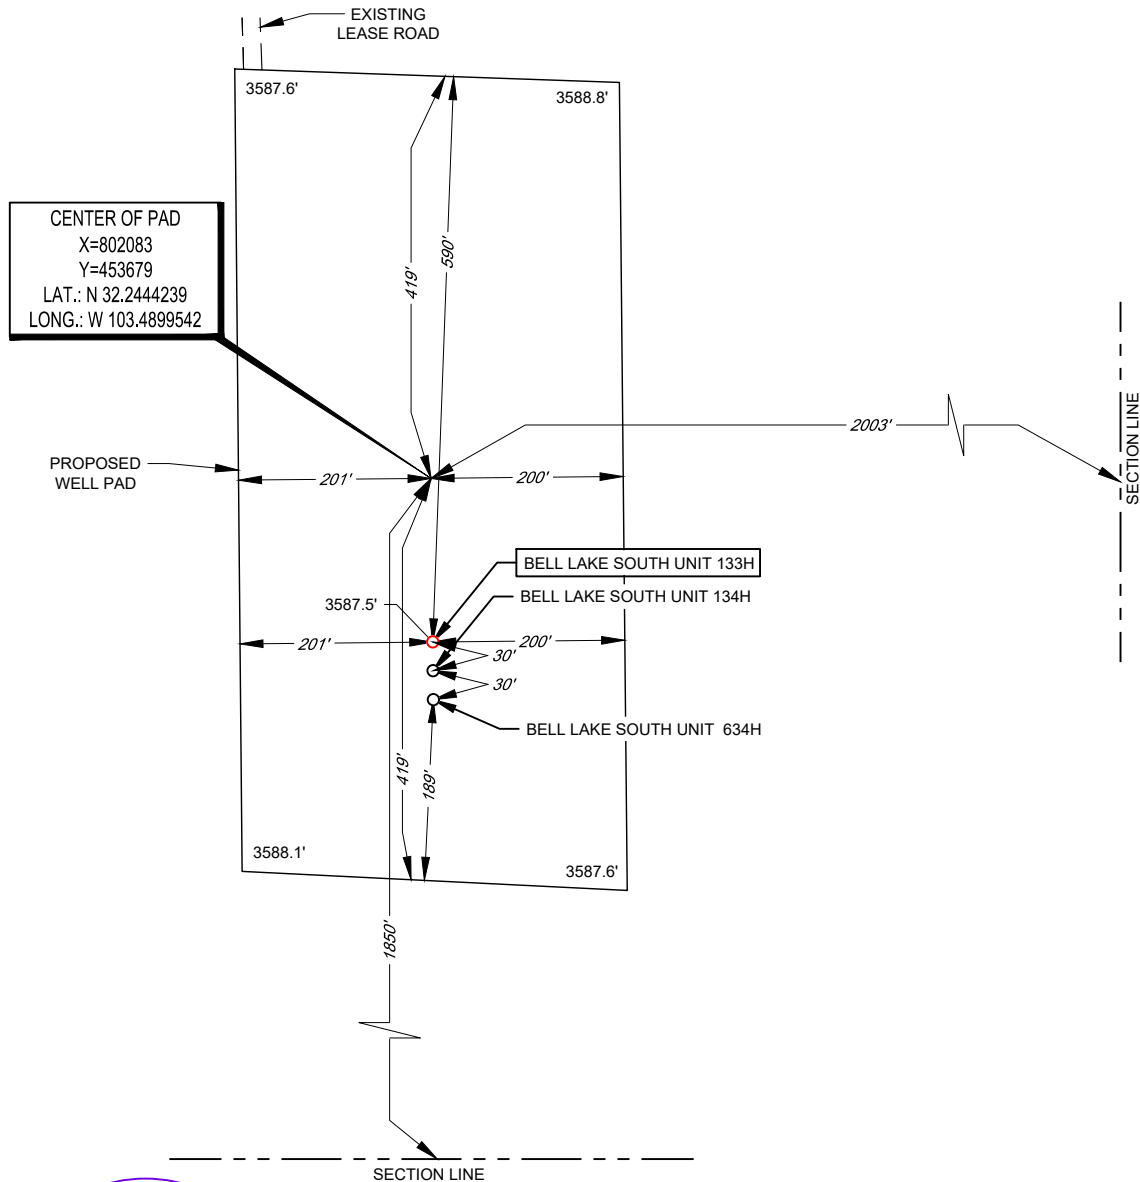 EXISTING
LEASE ROAD
3587.6'
3588.8'
CENTER OF PAD
X=802083
Y=453679
LAT.: N 32.2444239
LONG.: W 103.4899542
419'
590'
2003'
SECTION LINE
PROPOSED
WELL PAD
201'
200'
BELL LAKE SOUTH UNIT 133H
BELL LAKE SOUTH UNIT 134H
3587.5'
201'
200'
30'
30'
BELL LAKE SOUTH UNIT 634H
419'
189'
3588.1'
3587.6'
1850'
SECTION LINE